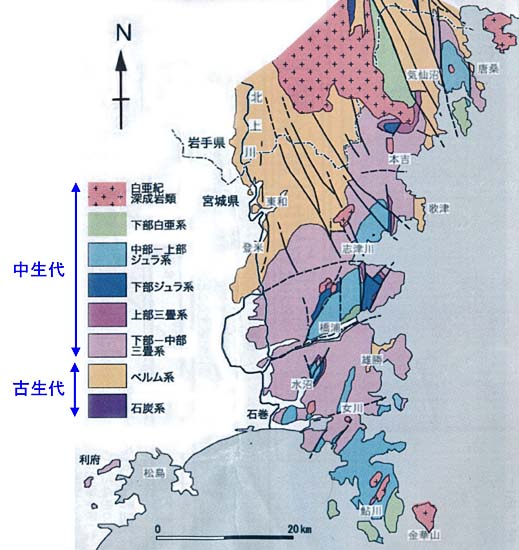 N
北上川
岩手県
宮城県
気仙沼
唐桑
本吉
歌津
東和
登米
志津川
橋浦
雄勝
水沼
女川
石巻
利府
松島
鮎川
金華山
中生代
古生代
白亜紀
深成岩類
下部白亜系
中部ー上部
ジュラ系
下部ジュラ系
上部三畳系
下部ー中部
三畳系
ペルム系
石炭系
0 20 km